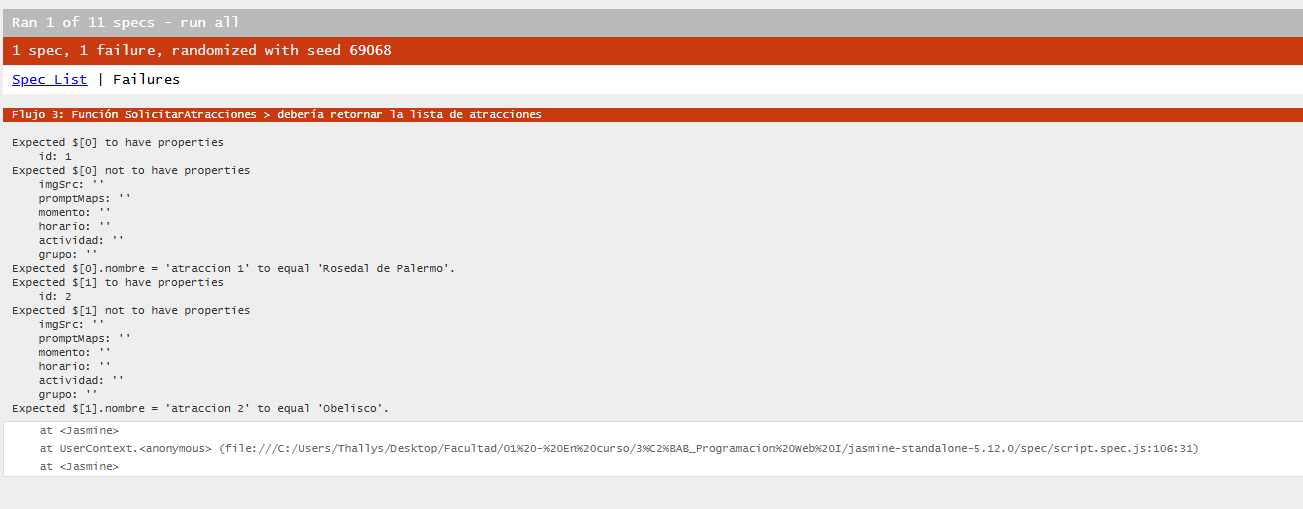 Ran 1 of 11 specs - run all
1 spec, 1 failure, randomized with seed 69068
Spec List | Failures
Flujo 3: Función SolicitarAtracciones > debería retornar la lista de atracciones
Expected $[0] to have properties
    id: 1
Expected $[0] not to have properties
    imgSrc: ''
    promptMaps: ''
    momento: ''
    horario: ''
    actividad: ''
    grupo: ''
Expected $[0].nombre = 'atraccion 1' to equal 'Rosedal de Palermo'.
Expected $[1] to have properties
    id: 2
Expected $[1] not to have properties
    imgSrc: ''
    promptMaps: ''
    momento: ''
    horario: ''
    actividad: ''
    grupo: ''
Expected $[1].nombre = 'atraccion 2' to equal 'Obelisco'.
    at <Jasmine>
    at UserContext.<anonymous> (file:///C:/Users/Thallys/Desktop/Facultad/01%20-%20En%20curso/3%C2%BAB_Programacion%20Web%20I/jasmine-standalone-5.12.0/spec/script.spec.js:106:31)
    at <Jasmine>